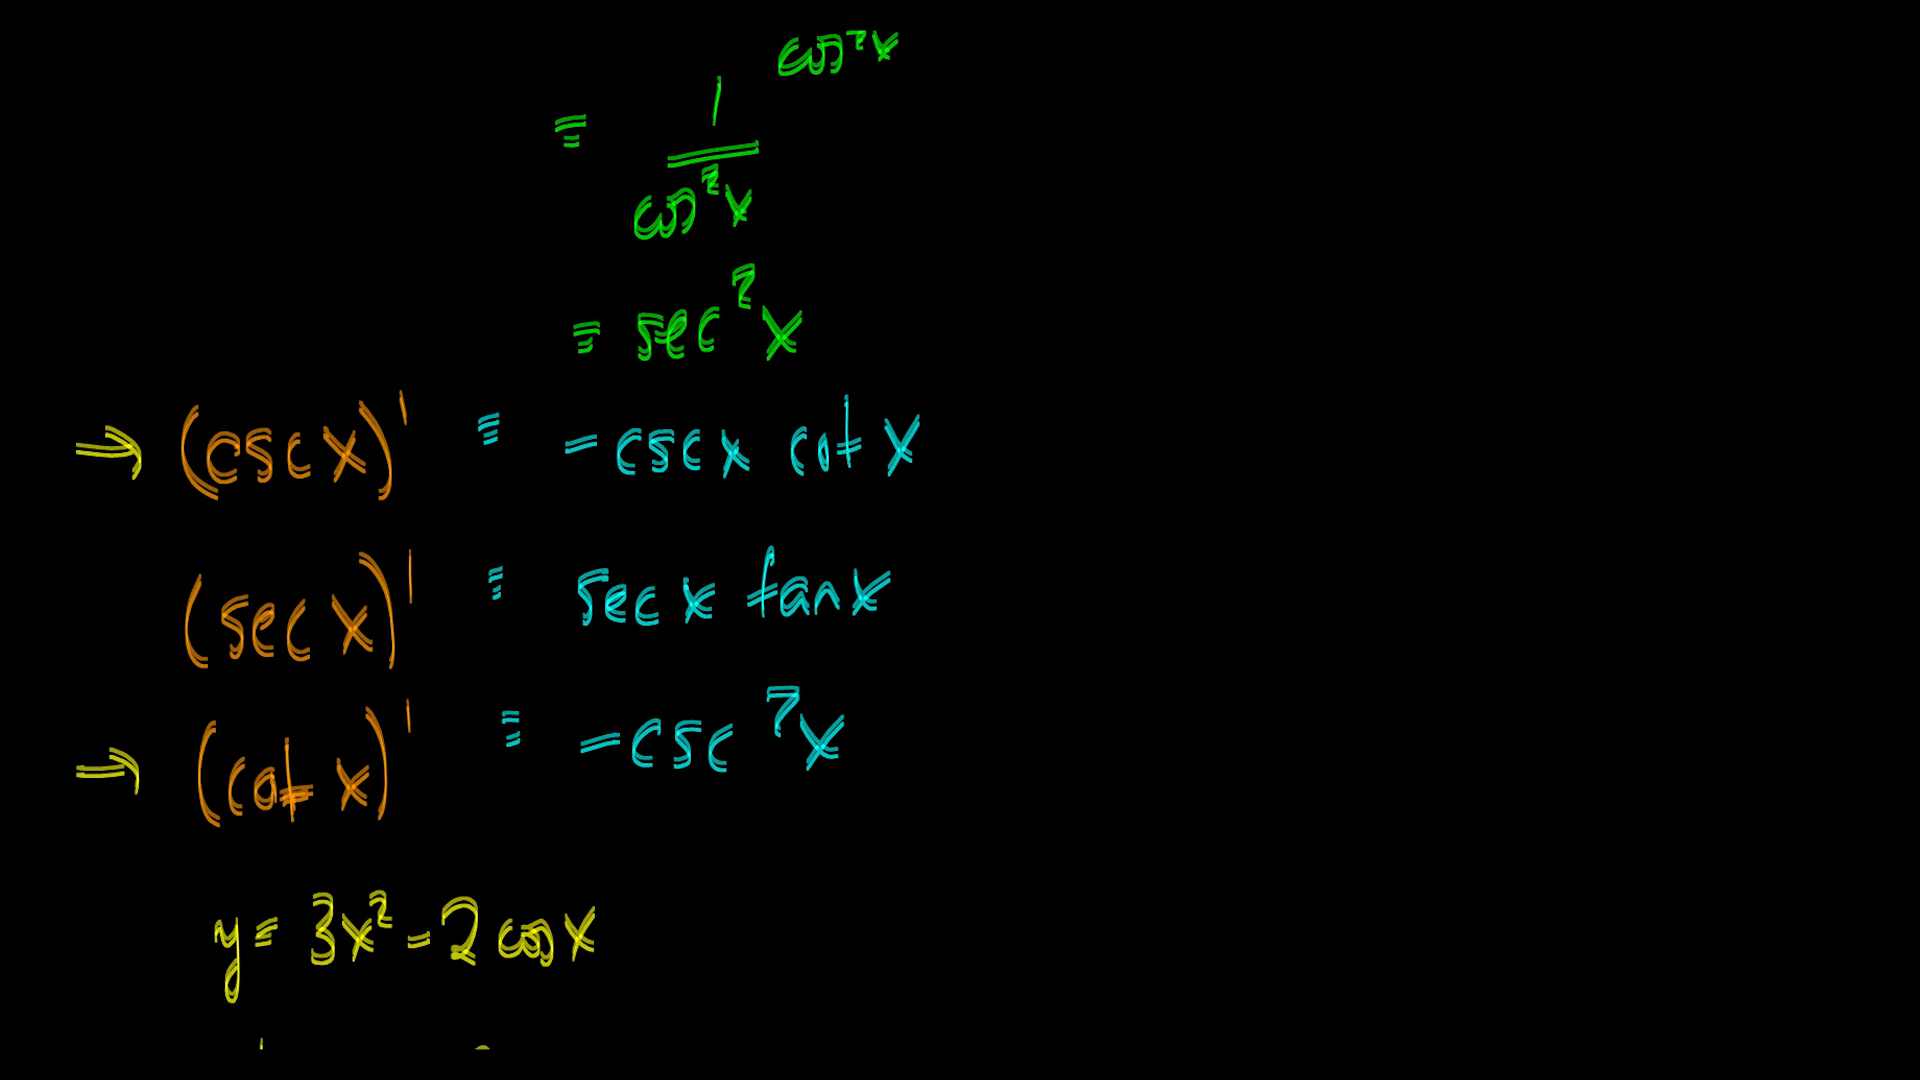 cos²x
= 1
cos²x
= sec²x
⇒ (csc x)' = -csc x cot x
(sec x)' = sec x tan x
⇒ (cot x)' = -csc²x
y = 3x² - 2 cos x